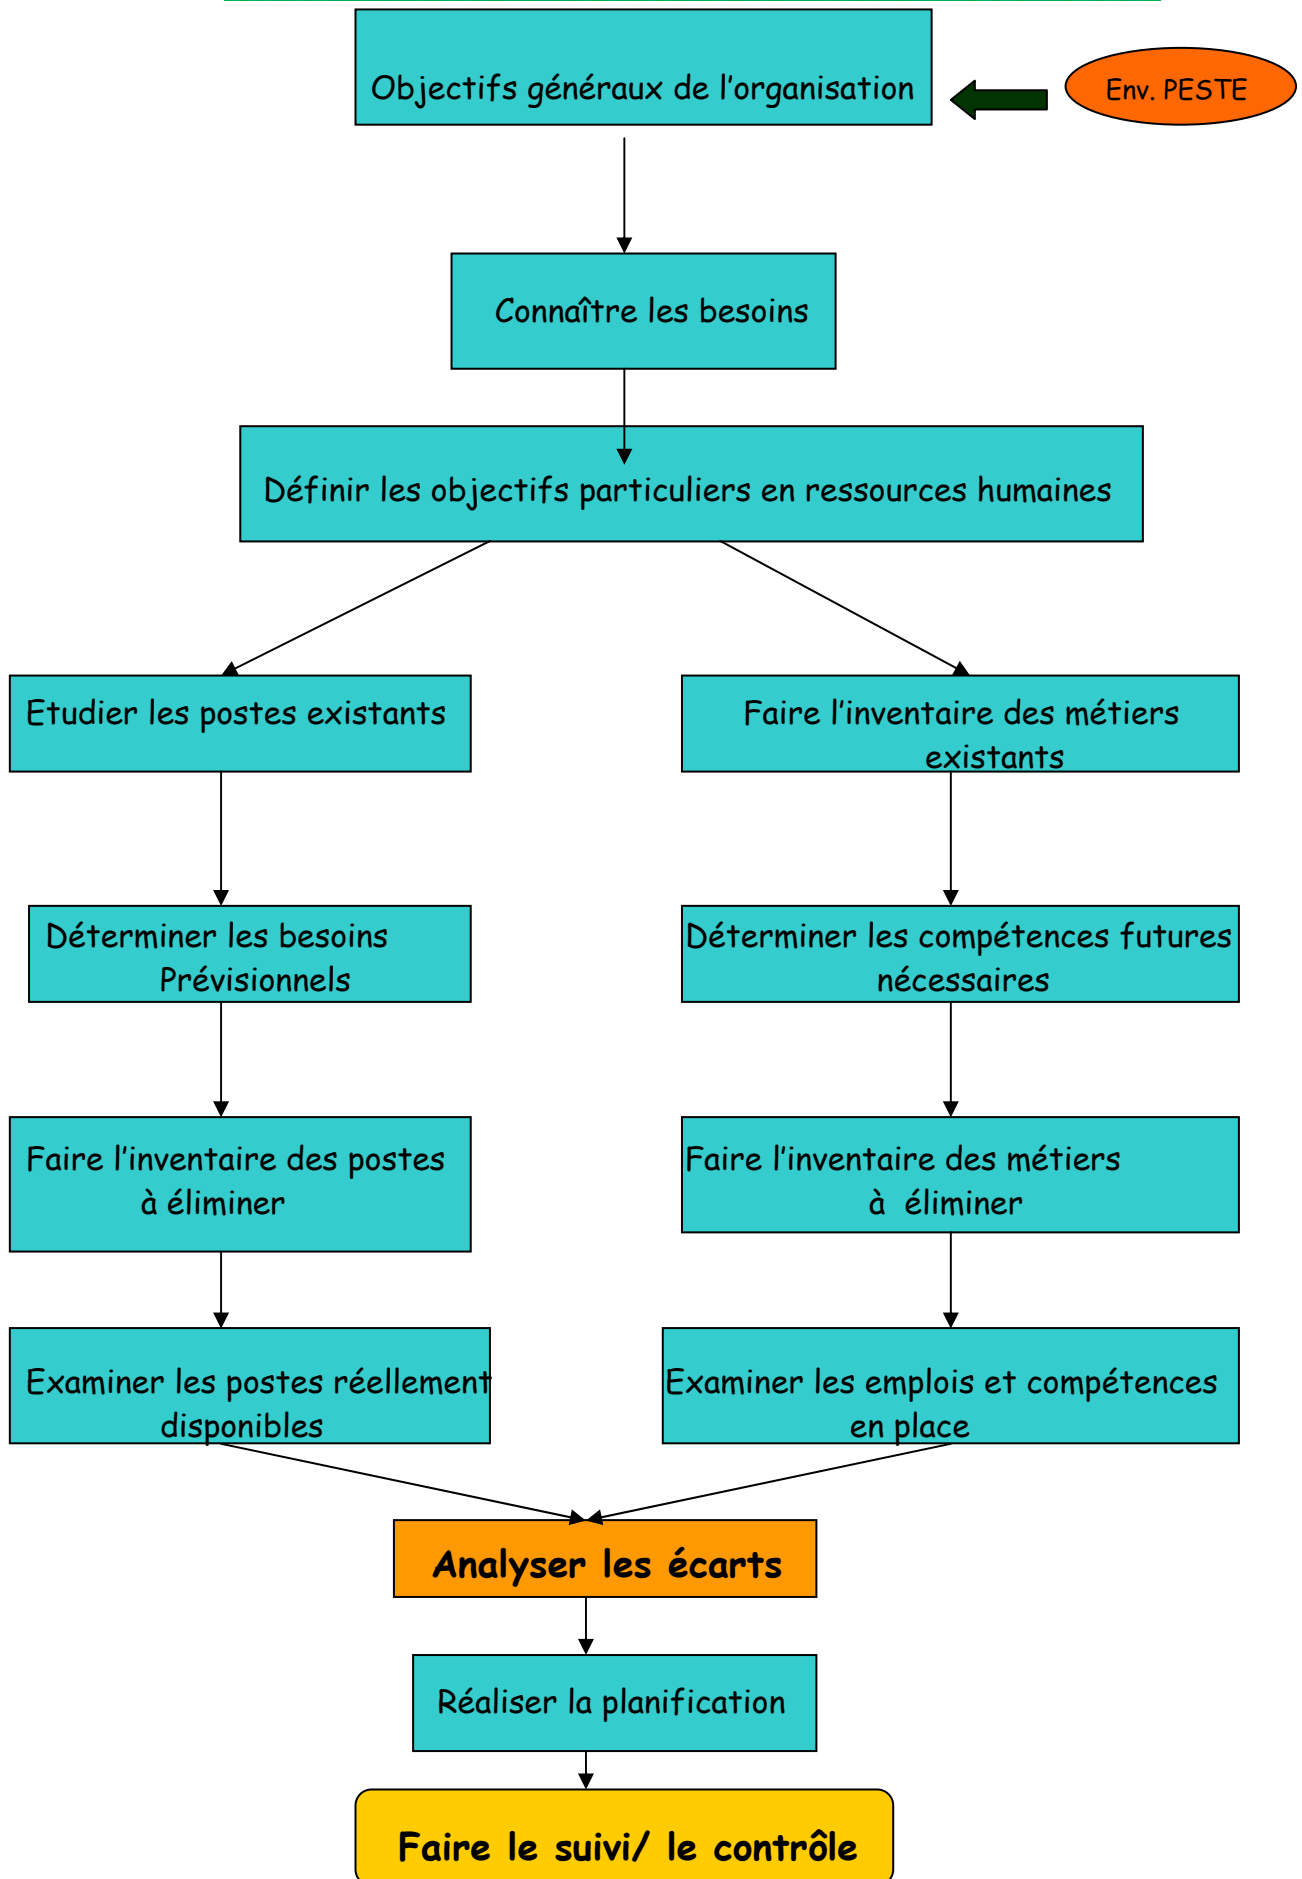 Objectifs généraux de l'organisation
Env. PESTE
Connaître les besoins
Définir les objectifs particuliers en ressources humaines
Etudier les postes existants
Faire l'inventaire des métiers
existants
Déterminer les besoins
Prévisionnels
Déterminer les compétences futures
nécessaires
Faire l'inventaire des postes
à éliminer
Faire l'inventaire des métiers
à éliminer
Examiner les postes réellement
disponibles
Examiner les emplois et compétences
en place
Analyser les écarts
Réaliser la planification
Faire le suivi/ le contrôle